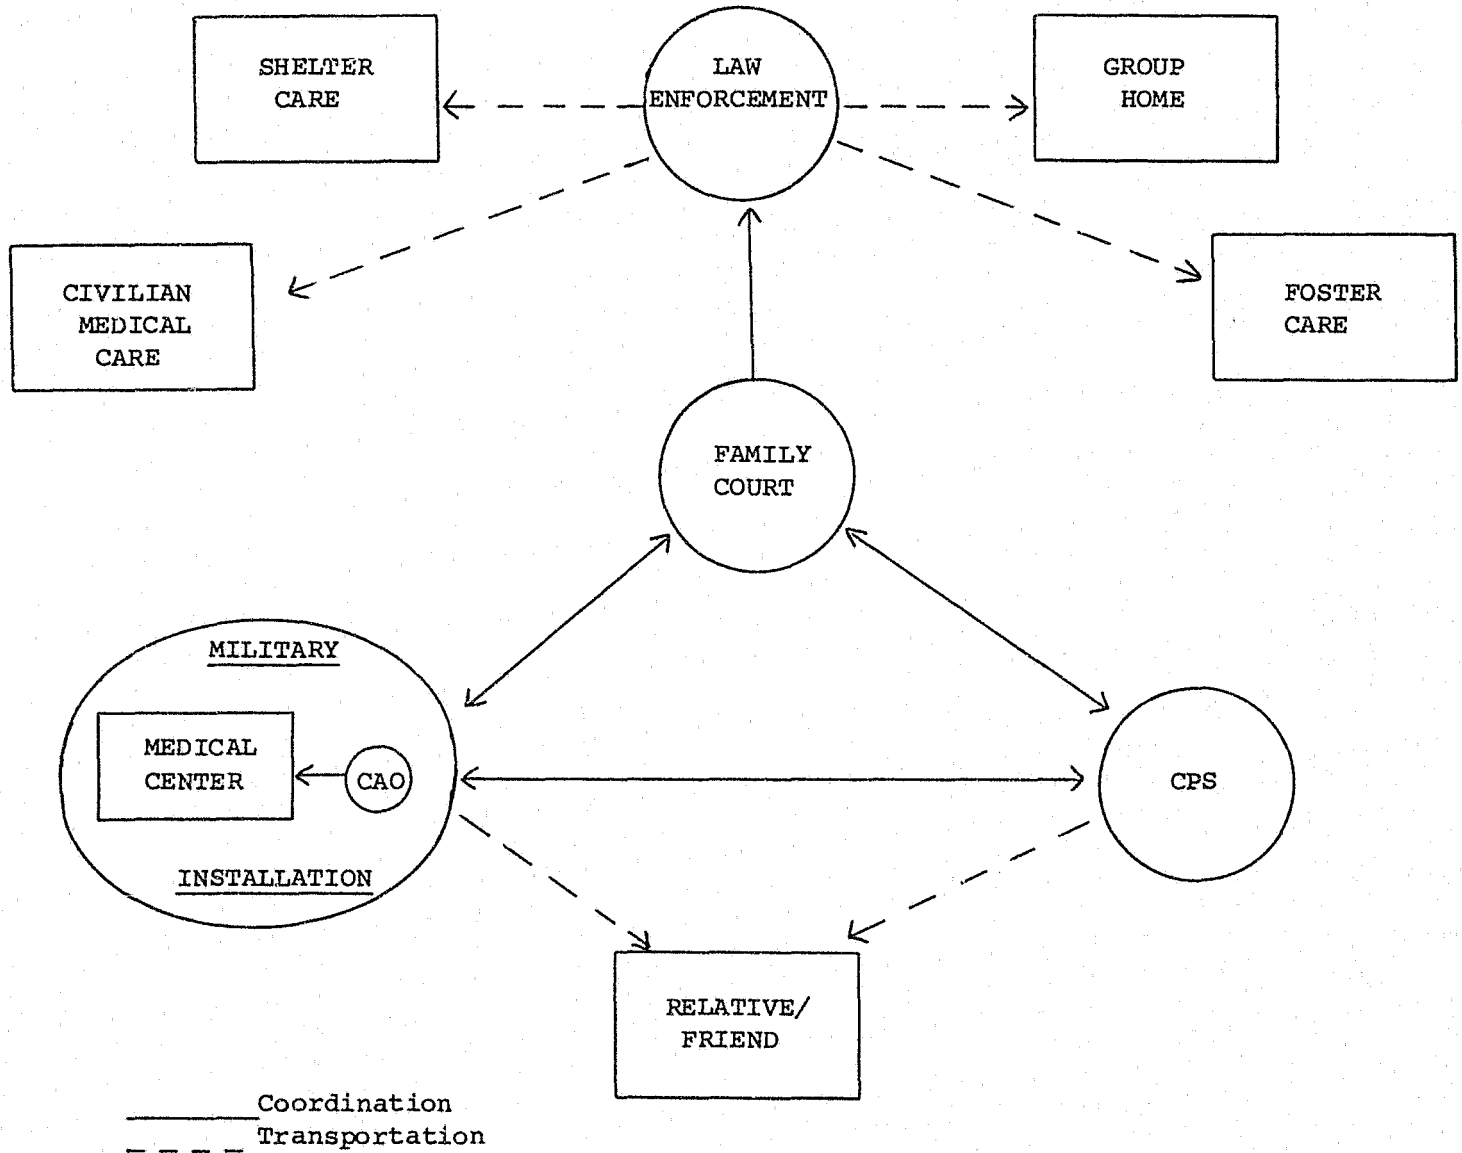 SHELTER
CARE
LAW
ENFORCEMENT
GROUP
HOME
CIVILIAN
MEDICAL
CARE
FOSTER
CARE
FAMILY
COURT
MILITARY
MEDICAL
CENTER
CAO
INSTALLATION
CPS
RELATIVE/
FRIEND
Coordination
Transportation